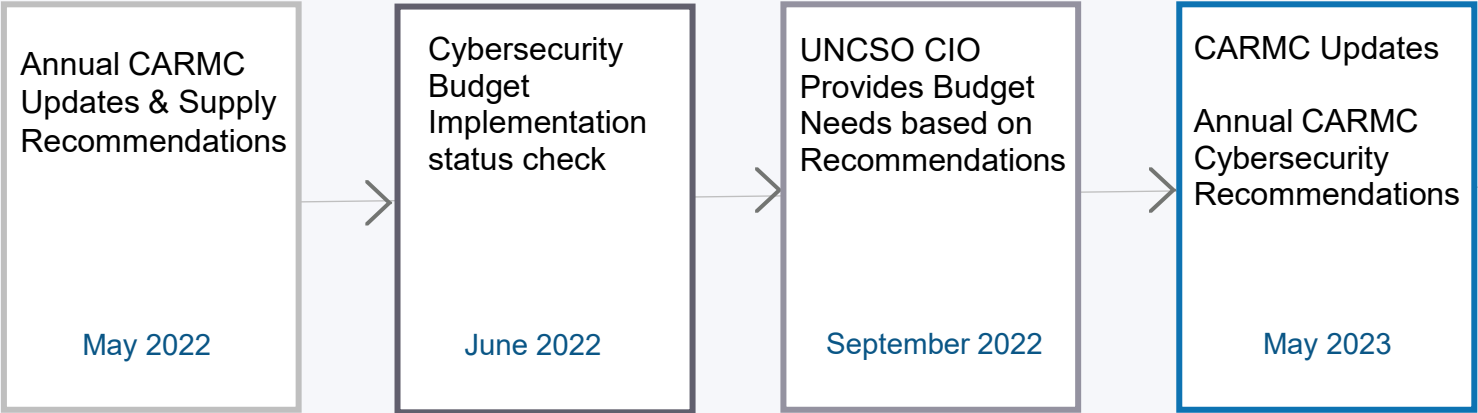 Annual CARMC
Updates & Supply
Recommendations
May 2022
Cybersecurity
Budget
Implementation
status check
June 2022
UNCSO CIO
Provides Budget
Needs based on
Recommendations
September 2022
CARMC Updates
Annual CARMC
Cybersecurity
Recommendations
May 2023